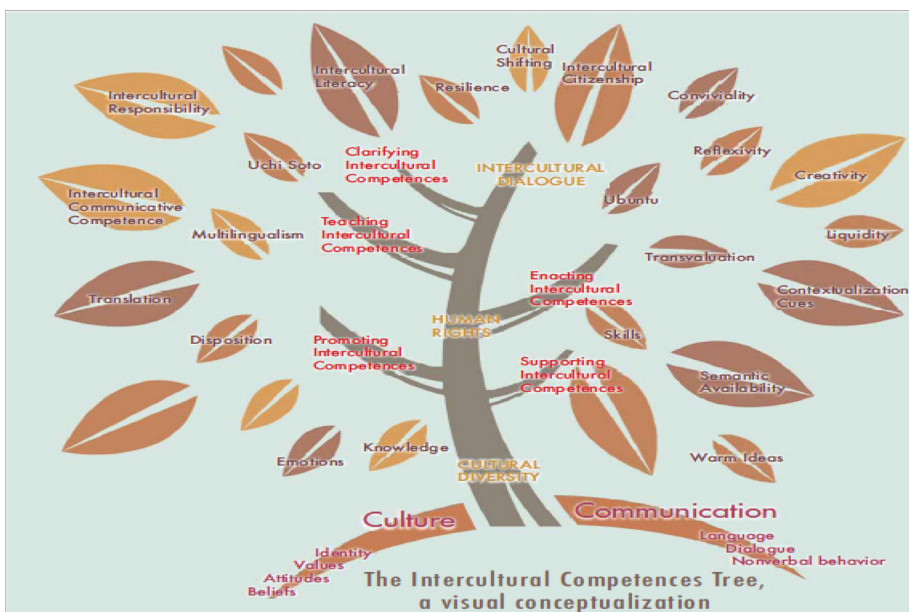 Cultural
Shifting
Intercultural
Literacy
Resilience
Intercultural
Citizenship
Conviviality
Intercultural
Responsibility
Uchi Soto
Clarifying
Intercultural
Competences
INTERCULTURAL
DIALOGUE
Reflexivity
Creativity
Ubuntu
Intercultural
Communicative
Competence
Multilingualism
Teaching
Intercultural
Competences
Liquidity
Transvaluation
Translation
Enacting
Intercultural
Competences
Contextualization
Cues
Disposition
Promoting
Intercultural
Competences
HUMAN
RIGHTS
Skills
Supporting
Intercultural
Competences
Semantic
Availability
Emotions
Knowledge
CULTURAL
DIVERSITY
Warm Ideas
Culture
Identity
Values
Attitudes
Beliefs
Communication
Language
Dialogue
Nonverbal behavior
The Intercultural Competences Tree,
a visual conceptualization